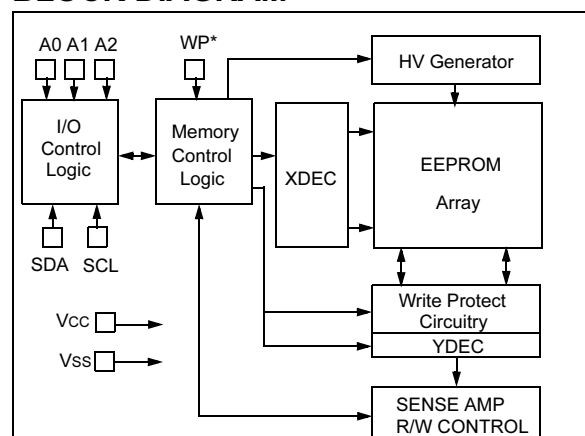 BLOCK DIAGRAM
A0 A1 A2
WP*
HV Generator
I/O
Control
Logic
Memory
Control
Logic
XDEC
EEPROM
Array
SDA SCL
Write Protect
Circuitry
YDEC
VCC
VSS
SENSE AMP
R/W CONTROL